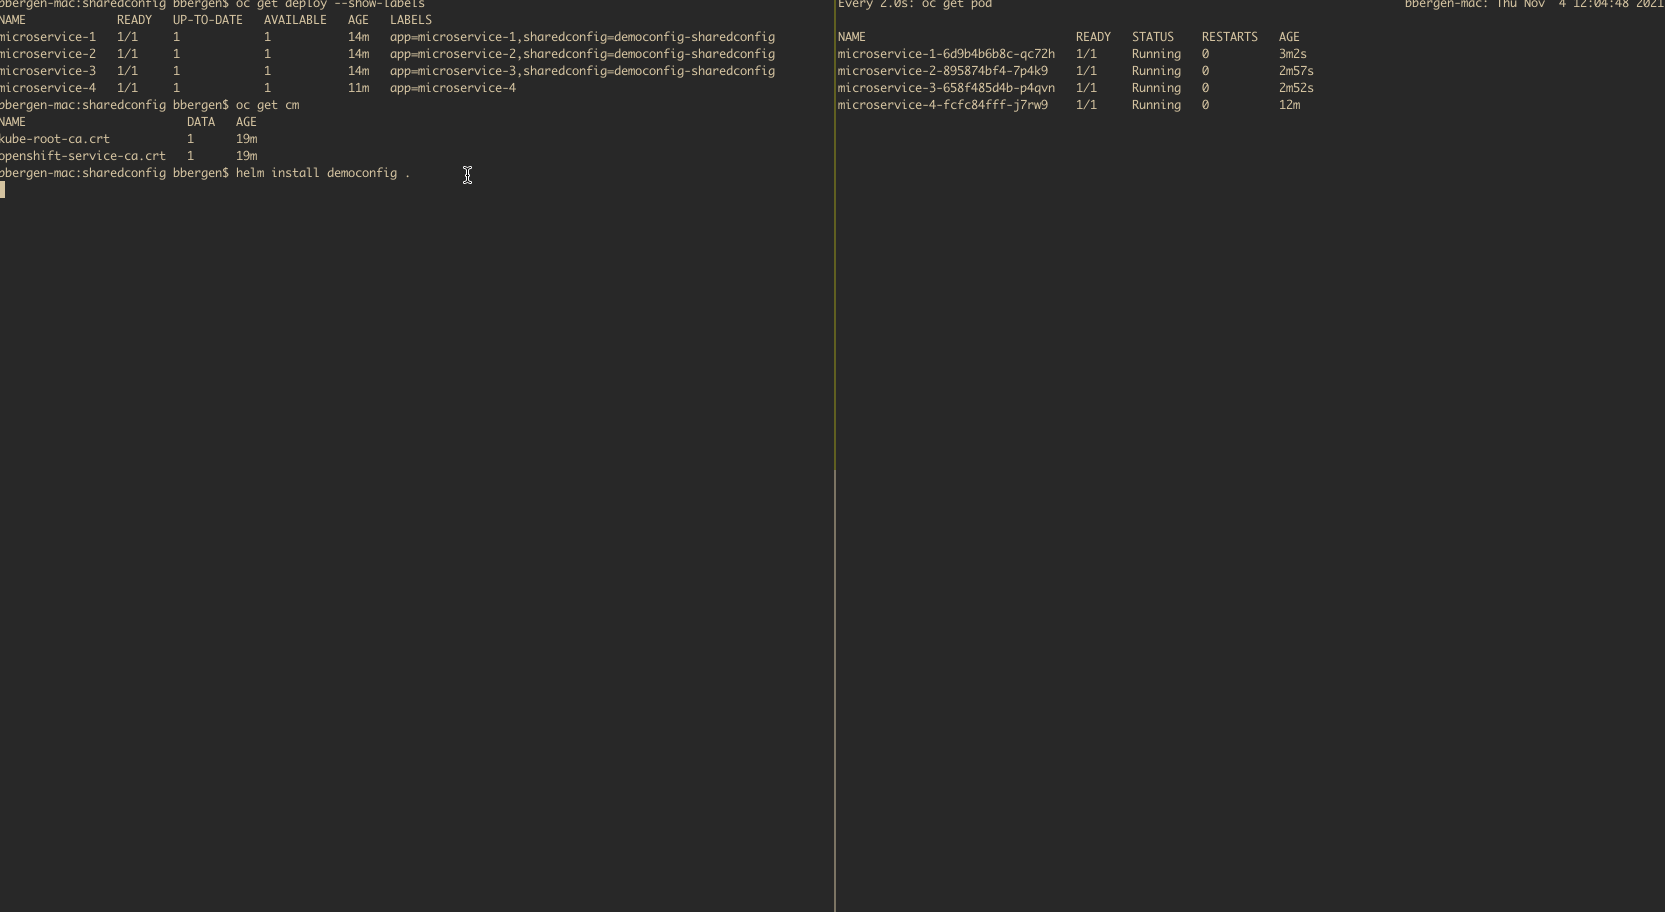 bbergen-mac:sharedconfig bbergen$ oc get deploy --show-labels
NAME             READY   UP-TO-DATE   AVAILABLE   AGE   LABELS
microservice-1   1/1     1            1           14m   app=microservice-1,sharedconfig=democonfig-sharedconfig
microservice-2   1/1     1            1           14m   app=microservice-2,sharedconfig=democonfig-sharedconfig
microservice-3   1/1     1            1           14m   app=microservice-3,sharedconfig=democonfig-sharedconfig
microservice-4   1/1     1            1           11m   app=microservice-4
bbergen-mac:sharedconfig bbergen$ oc get cm
NAME                       DATA   AGE
kube-root-ca.crt           1      19m
openshift-service-ca.crt   1      19m
bbergen-mac:sharedconfig bbergen$ helm install democonfig .
Every 2.0s: oc get pod
bbergen-mac: Thu Nov  4 12:04:48 2021
NAME                              READY   STATUS    RESTARTS   AGE
microservice-1-6d9b4b6b8c-qc72h   1/1     Running   0          3m2s
microservice-2-895874bf4-7p4k9    1/1     Running   0          2m57s
microservice-3-658f485d4b-p4qvn   1/1     Running   0          2m52s
microservice-4-fcfc84fff-j7rw9    1/1     Running   0          12m